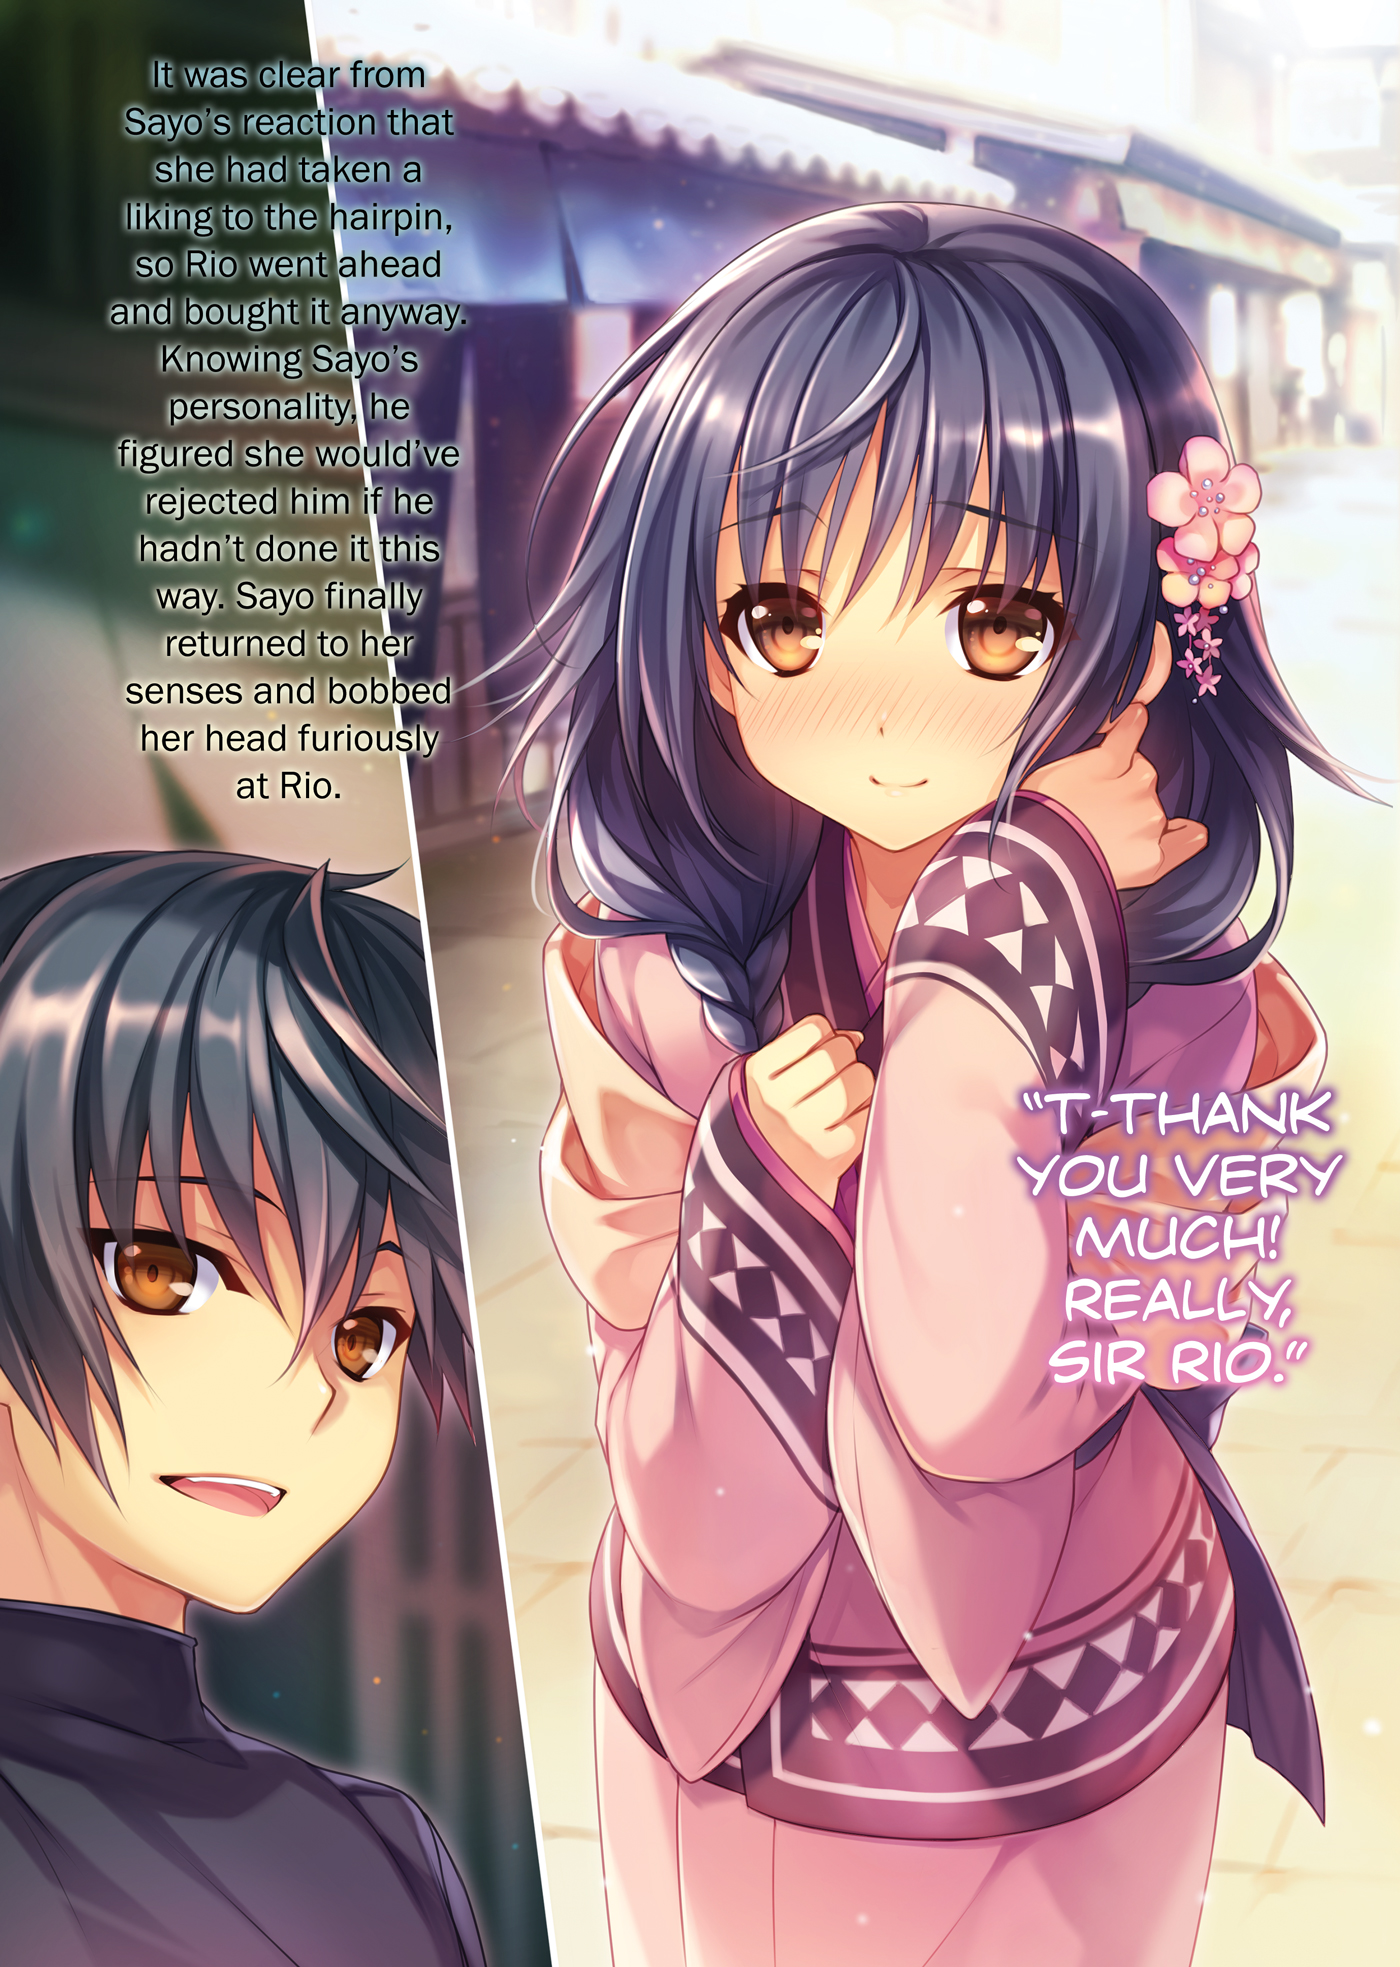 It was clear from
Sayo’s reaction that
she had taken a
liking to the hairpin,
so Rio went ahead
and bought it anyway.
Knowing Sayo’s
personality, he
figured she would’ve
rejected him if he
hadn’t done it this
way. Sayo finally
returned to her
senses and bobbed
her head furiously
at Rio.
“T-THANK
YOU VERY
MUCH!
REALLY,
SIR RIO.”